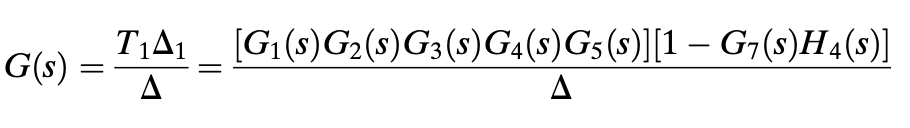 G(s) = T₁Δ₁/Δ = [G₁(s)G₂(s)G₃(s)G₄(s)G₅(s)][1 − G₇(s)H₄(s)]/Δ